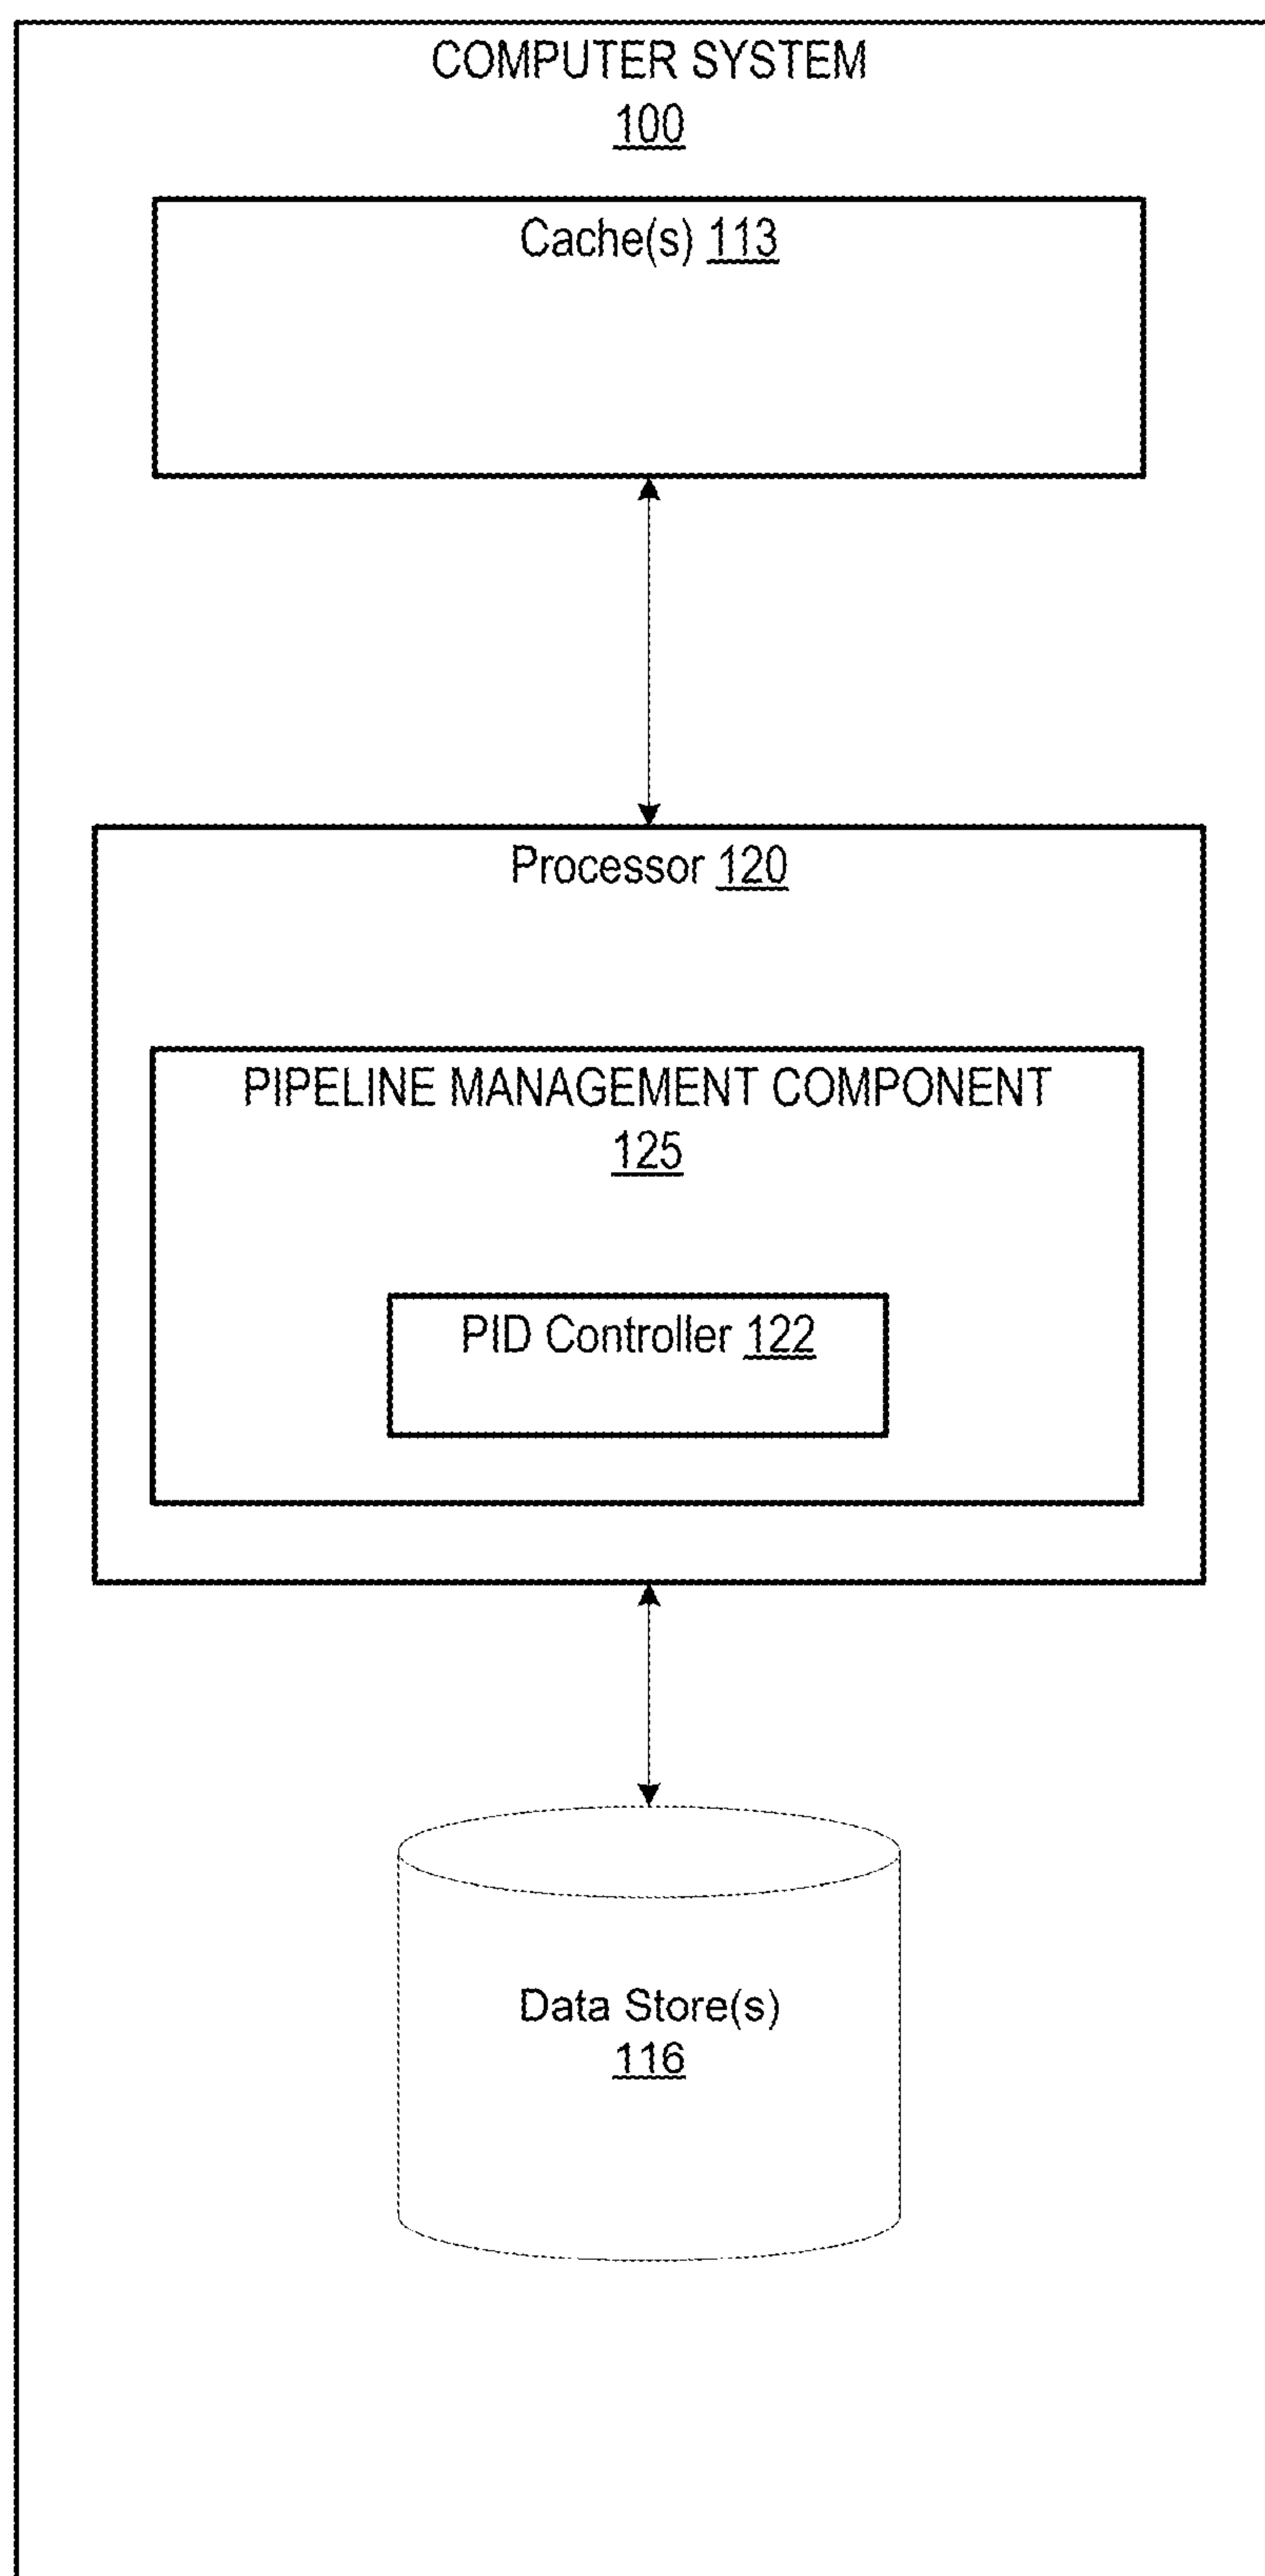 COMPUTER SYSTEM
100
Cache(s) 113
Processor 120
PIPELINE MANAGEMENT COMPONENT
125
PID Controller 122
Data Store(s)
116